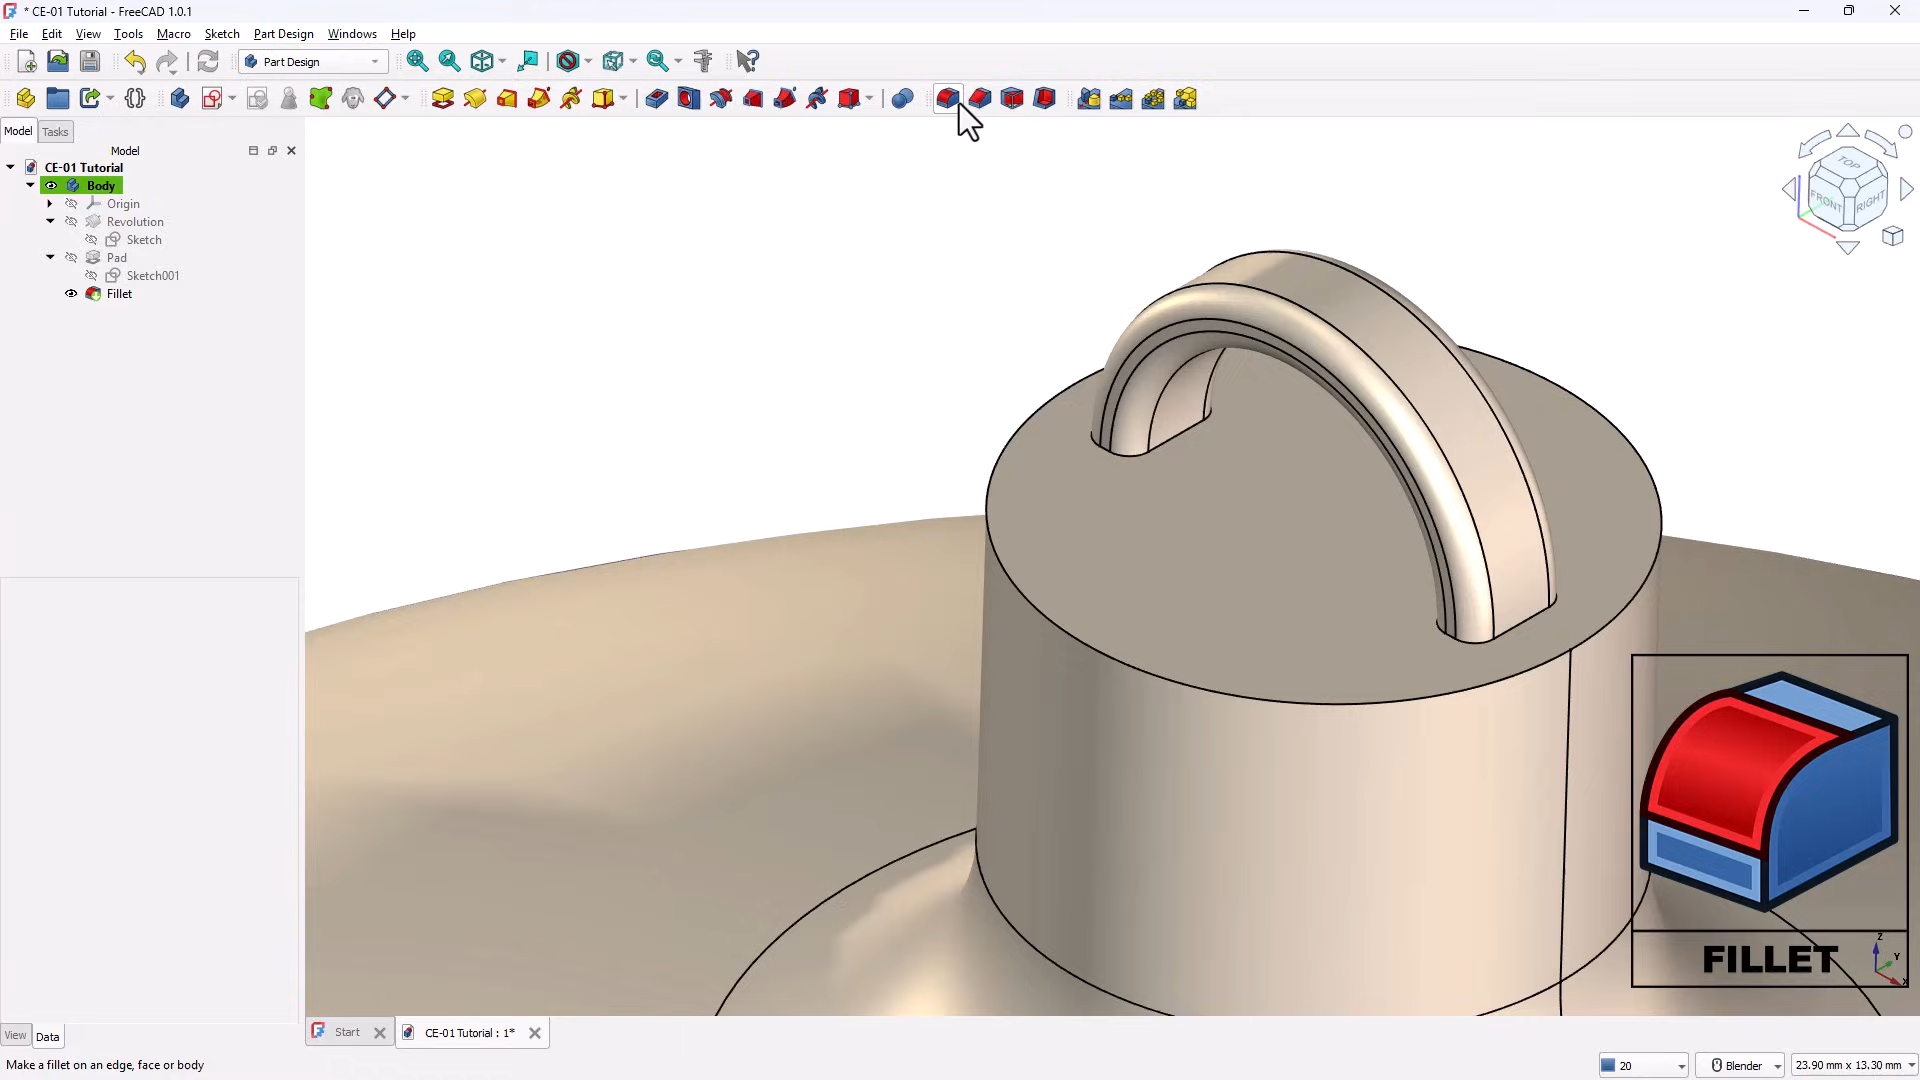 * CE-01 Tutorial - FreeCAD 1.0.1
File Edit View Tools Macro Sketch Part Design Windows Help
Part Design
Model Tasks
Model
CE-01 Tutorial
Body
Origin
Revolution
Sketch
Pad
Sketch001
Fillet
TOP
FRONT RIGHT
FILLET
Z
Y
X
View Data
Start
CE-01 Tutorial : 1*
Make a fillet on an edge, face or body
20
Blender
23.90 mm x 13.30 mm